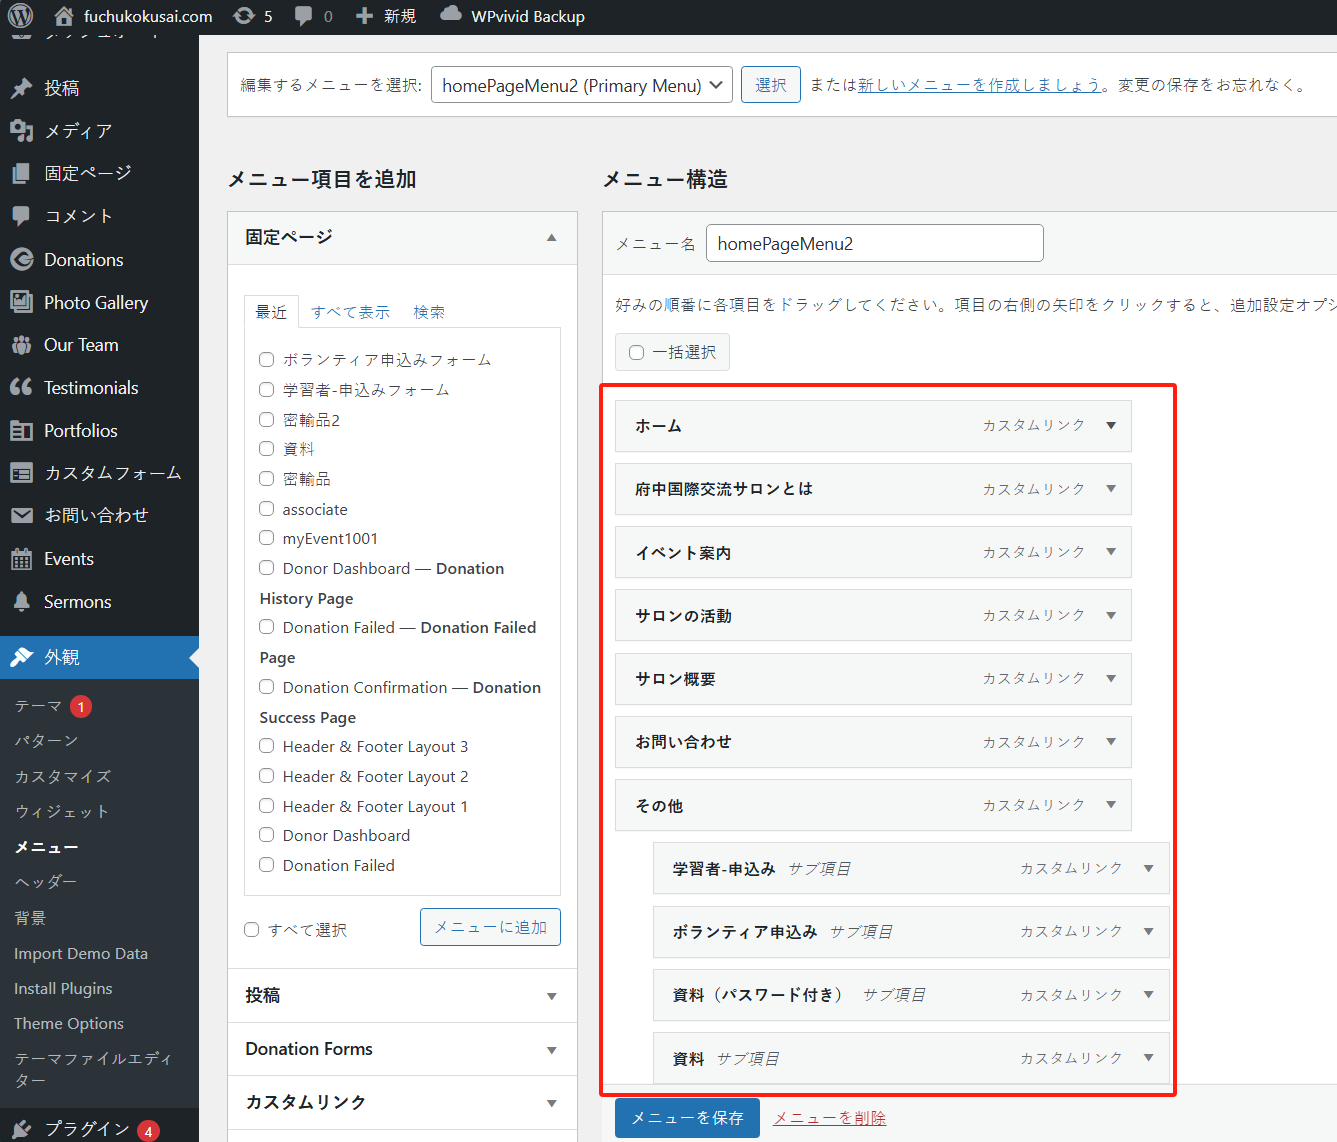 fuchukokusai.com 5 0 新規 WPvivid Backup
投稿
メディア
固定ページ
コメント
Donations
Photo Gallery
Our Team
Testimonials
Portfolios
カスタムフォーム
お問い合わせ
Events
Sermons
外観
テーマ 1
パターン
カスタマイズ
ウィジェット
メニュー
ヘッダー
背景
Import Demo Data
Install Plugins
Theme Options
テーマファイルエディ
ター
プラグイン 4
編集するメニューを選択: homePageMenu2 (Primary Menu) 選択 または新しいメニューを作成しましょう。変更の保存をお忘れなく。
メニュー項目を追加
固定ページ
最近 すべて表示 検索
ボランティア申込みフォーム
学習者-申込みフォーム
密輸品2
資料
密輸品
associate
myEvent1001
Donor Dashboard — Donation
History Page
Donation Failed — Donation Failed
Page
Donation Confirmation — Donation
Success Page
Header & Footer Layout 3
Header & Footer Layout 2
Header & Footer Layout 1
Donor Dashboard
Donation Failed
すべて選択 メニューに追加
投稿
Donation Forms
カスタムリンク
メニュー構造
メニュー名 homePageMenu2
好みの順番に各項目をドラッグしてください。項目の右側の矢印をクリックすると、追加設定オプシ
一括選択
ホーム カスタムリンク
府中国際交流サロンとは カスタムリンク
イベント案内 カスタムリンク
サロンの活動 カスタムリンク
サロン概要 カスタムリンク
お問い合わせ カスタムリンク
その他 カスタムリンク
学習者-申込み サブ項目 カスタムリンク
ボランティア申込み サブ項目 カスタムリンク
資料（パスワード付き） サブ項目 カスタムリンク
資料 サブ項目 カスタムリンク
メニューを保存 メニューを削除